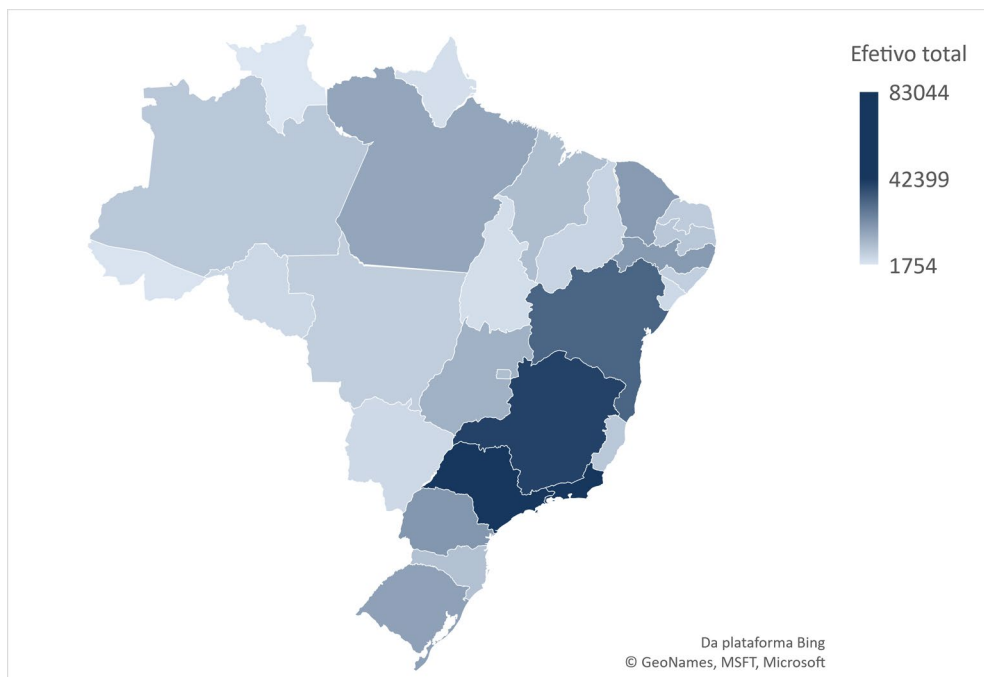 Efetivo total
83044
42399
1754
Da plataforma Bing
© GeoNames, MSFT, Microsoft